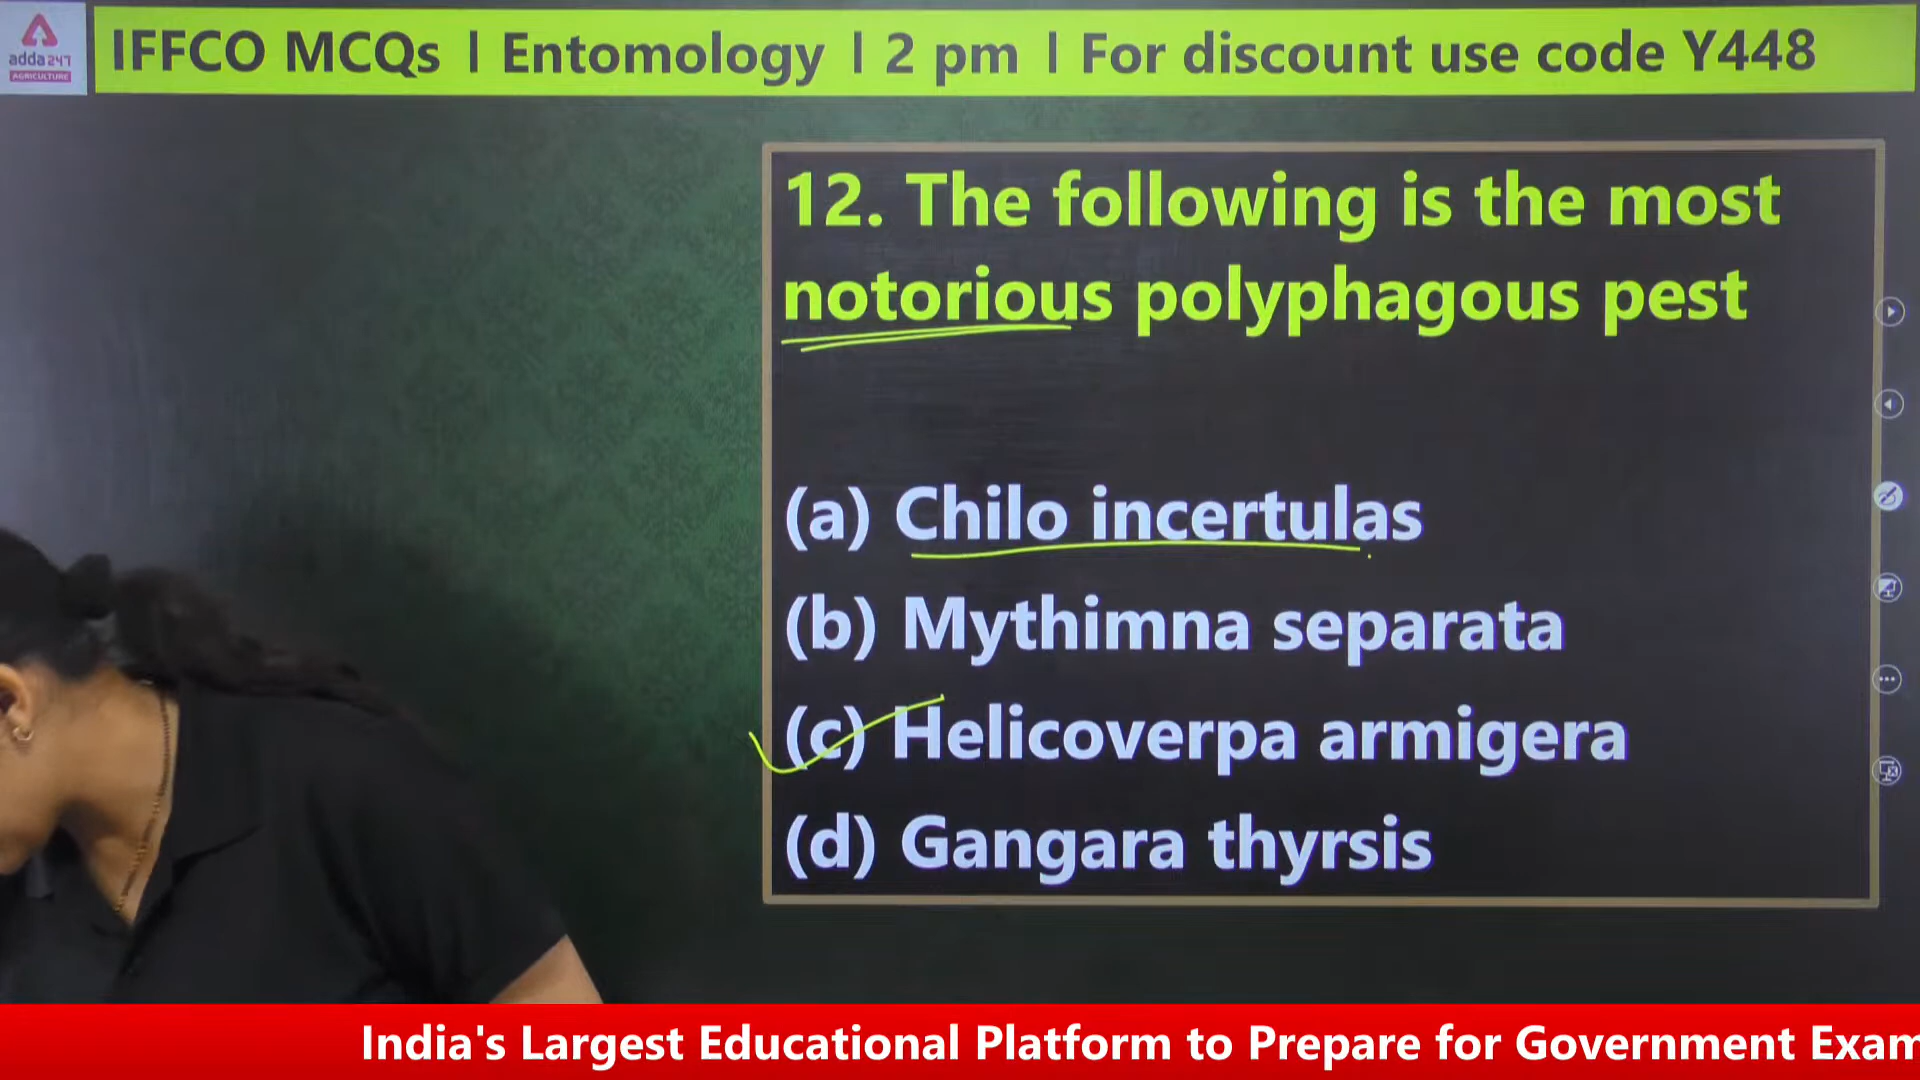 adda247
AGRICULTURE
IFFCO MCQs I Entomology I 2 pm I For discount use code Y448
12. The following is the most
notorious polyphagous pest
(a) Chilo incertulas
(b) Mythimna separata
(c) Helicoverpa armigera
(d) Gangara thyrsis
India's Largest Educational Platform to Prepare for Government Exam